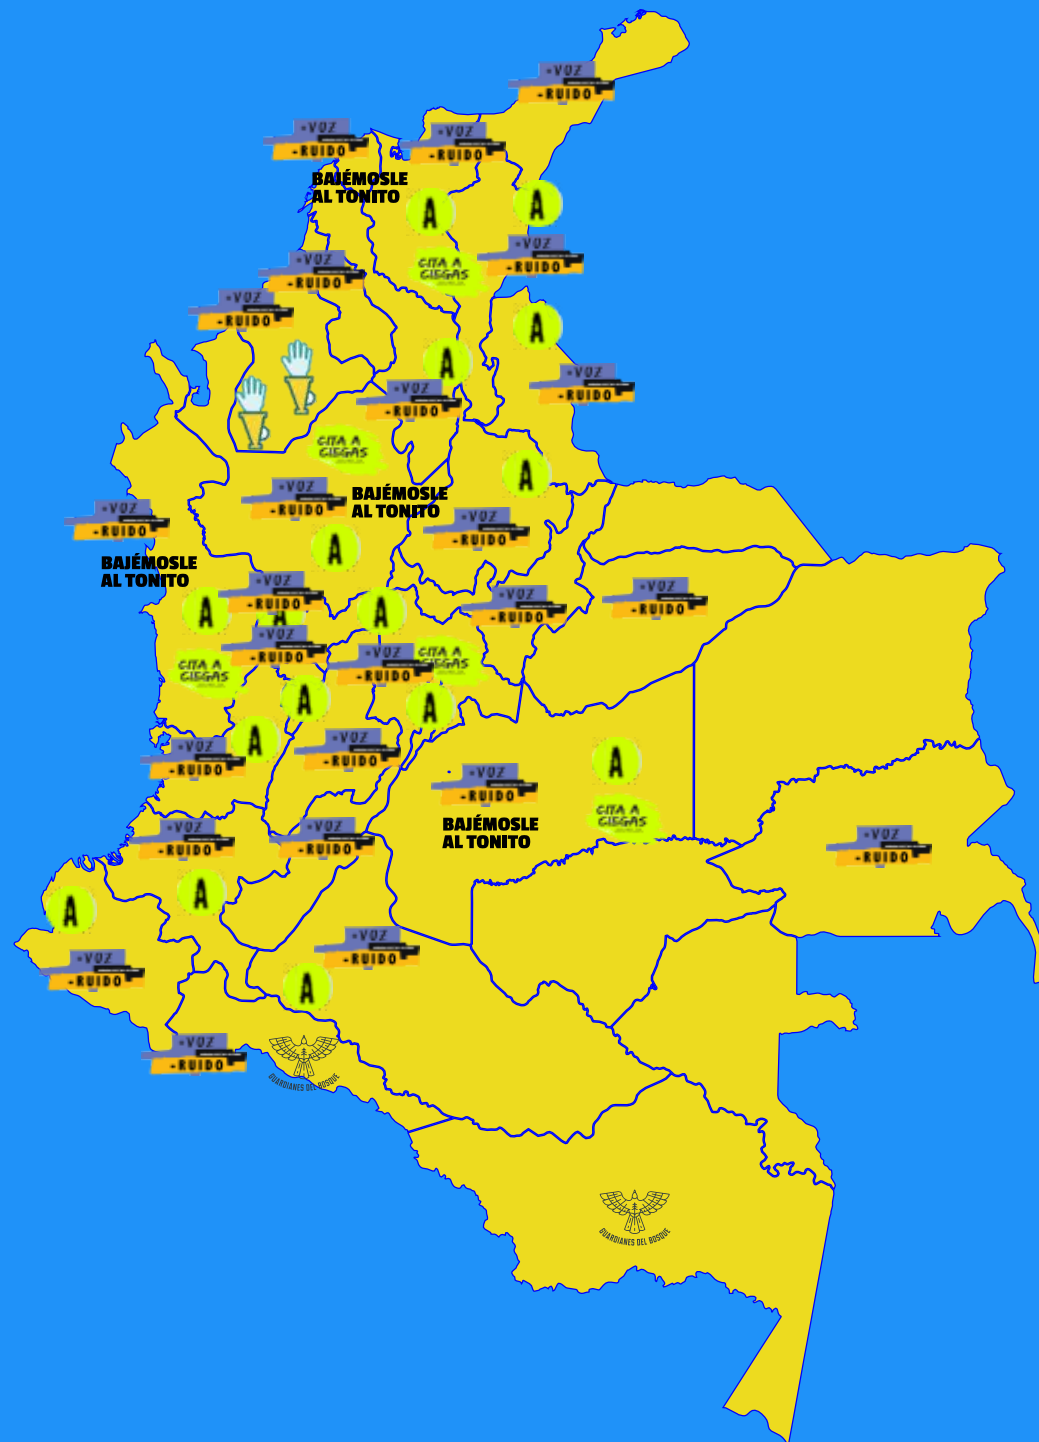 +VOZ
-RUIDO
+VOZ
-RUIDO
+VOZ
-RUIDO
BAJÉMOSLE
AL TONITO
A
A
+VOZ
-RUIDO
CITA A
CIEGAS
+VOZ
-RUIDO
+VOZ
-RUIDO
A
A
+VOZ
-RUIDO
+VOZ
-RUIDO
CITA A
CIEGAS
A
+VOZ
-RUIDO
BAJÉMOSLE
AL TONITO
+VOZ
-RUIDO
+VOZ
-RUIDO
A
BAJÉMOSLE
AL TONITO
+VOZ
-RUIDO
+VOZ
-RUIDO
+VOZ
-RUIDO
A
A
A
+VOZ
-RUIDO
+VOZ
-RUIDO
CITA A
CIEGAS
CITA A
CIEGAS
A
A
A
+VOZ
-RUIDO
+VOZ
-RUIDO
A
+VOZ
-RUIDO
CITA A
CIEGAS
+VOZ
-RUIDO
+VOZ
-RUIDO
BAJÉMOSLE
AL TONITO
+VOZ
-RUIDO
A
A
+VOZ
-RUIDO
+VOZ
-RUIDO
A
+VOZ
-RUIDO
GUARDIANES DEL BOSQUE
GUARDIANES DEL BOSQUE